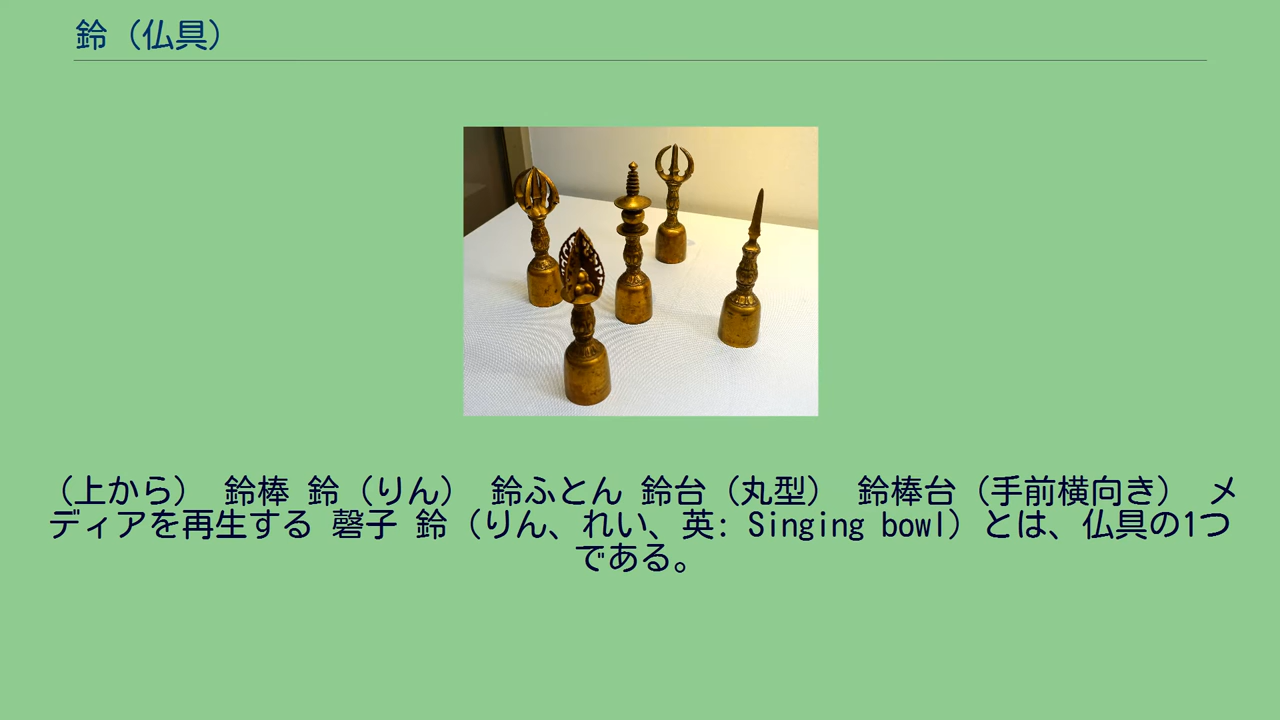 鈴（仏具）
（上から） 鈴棒 鈴（りん） 鈴ふとん 鈴台（丸型） 鈴棒台（手前横向き） メ
ディアを再生する 磬子 鈴（りん、れい、英: Singing bowl）とは、仏具の1つ
である。